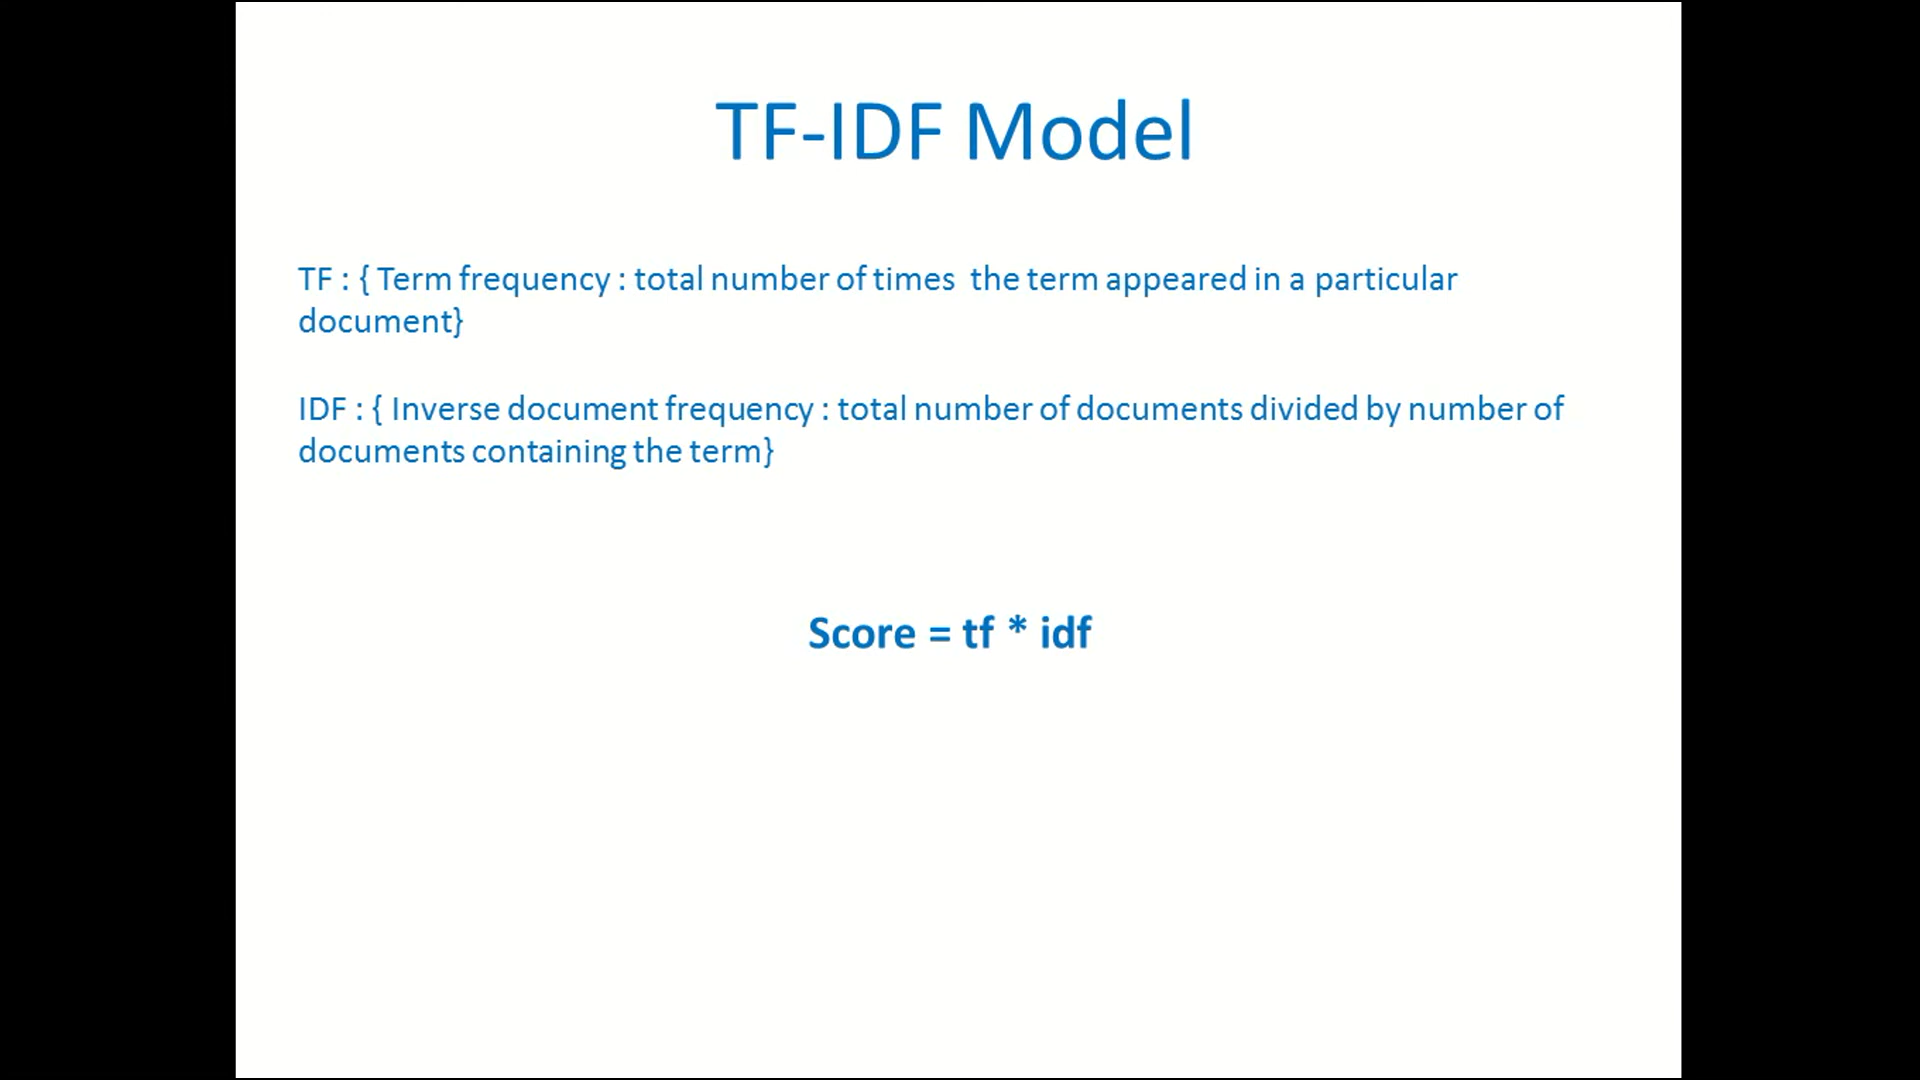 TF-IDF Model
TF : { Term frequency : total number of times  the term appeared in a particular
document}
IDF : { Inverse document frequency : total number of documents divided by number of
documents containing the term}
Score = tf * idf